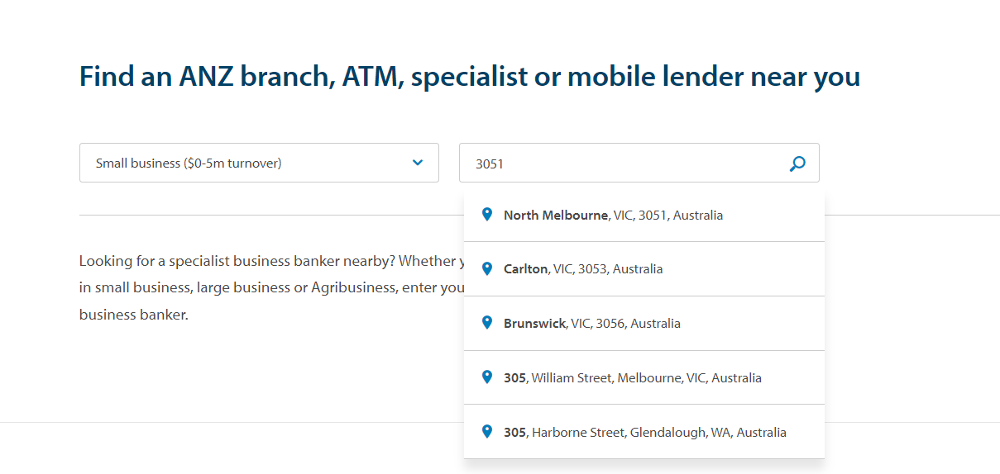 Find an ANZ branch, ATM, specialist or mobile lender near you
Small business ($0-5m turnover)
3051
North Melbourne, VIC, 3051, Australia
Carlton, VIC, 3053, Australia
Brunswick, VIC, 3056, Australia
305, William Street, Melbourne, VIC, Australia
305, Harborne Street, Glendalough, WA, Australia
Looking for a specialist business banker nearby? Whether
in small business, large business or Agribusiness, enter
business banker.